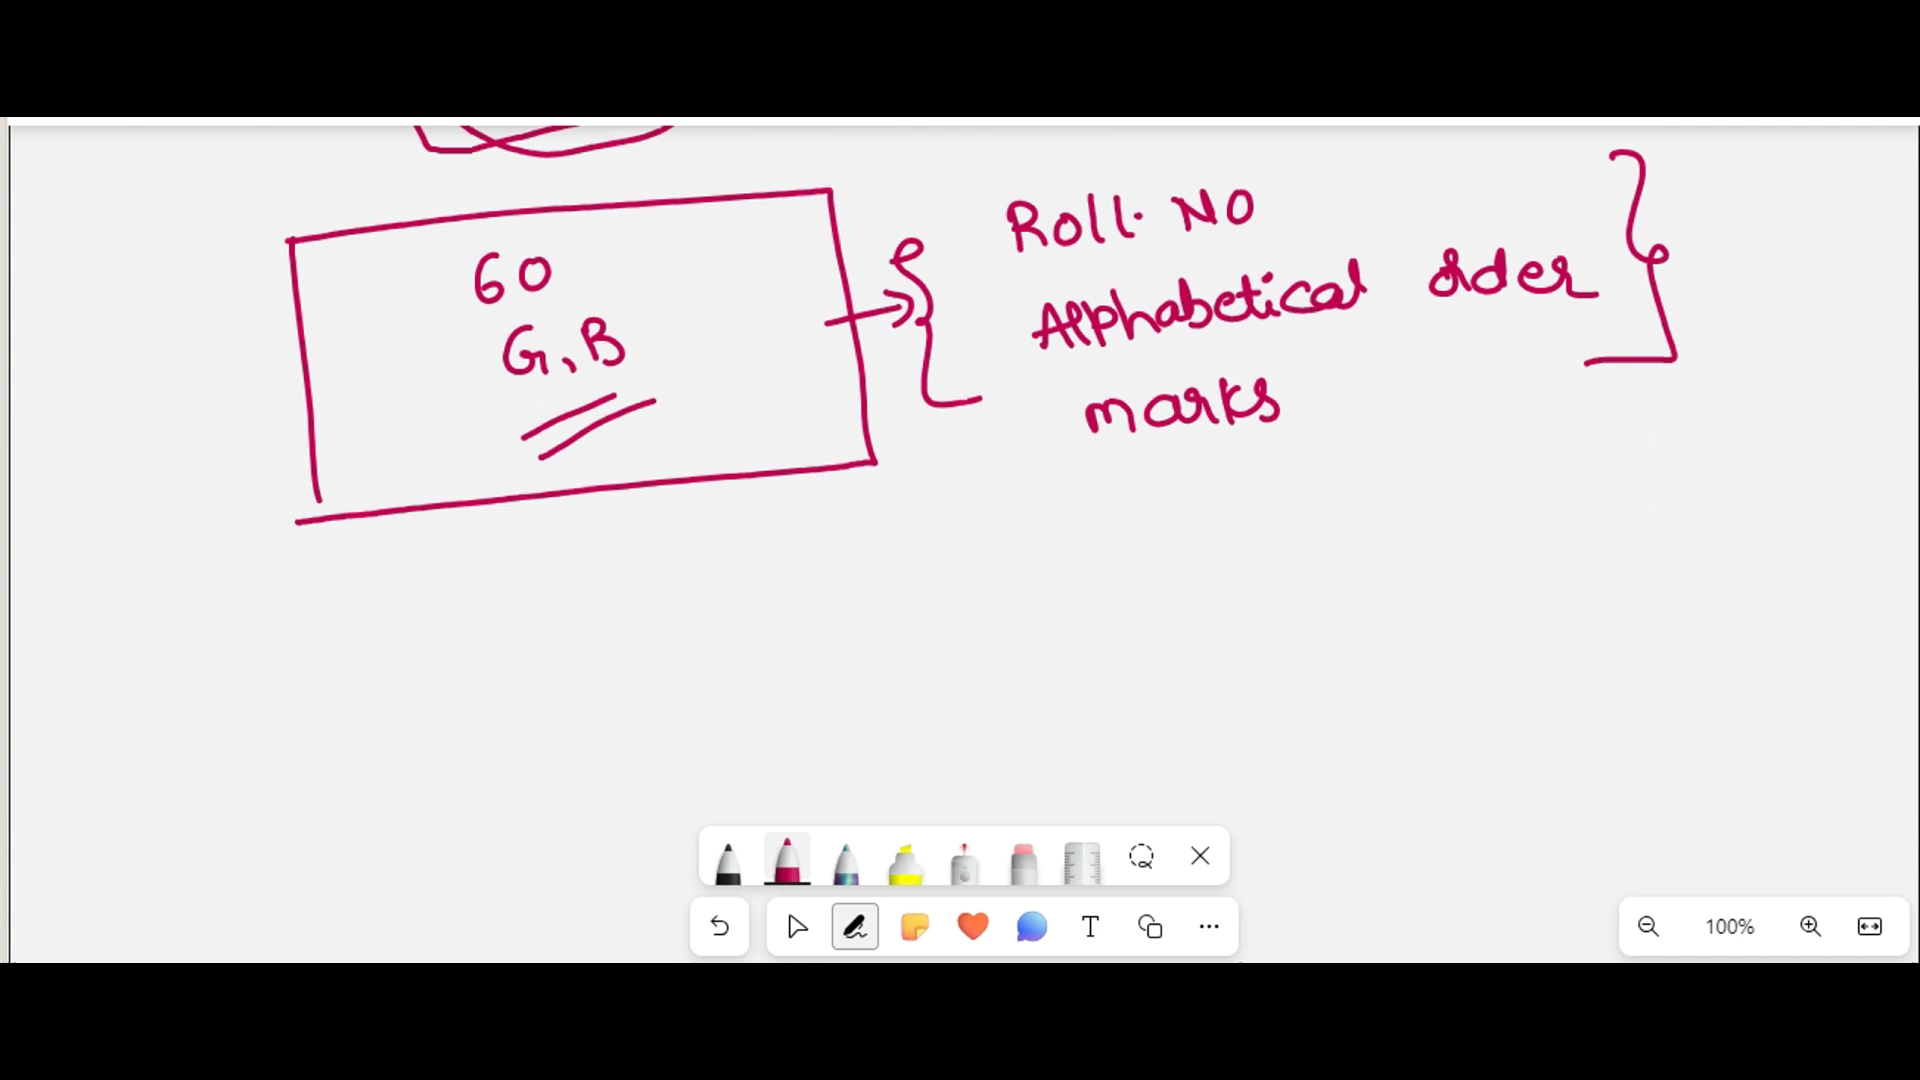 60
G, B
Roll. No
Alphabetical order
marks
T
100%